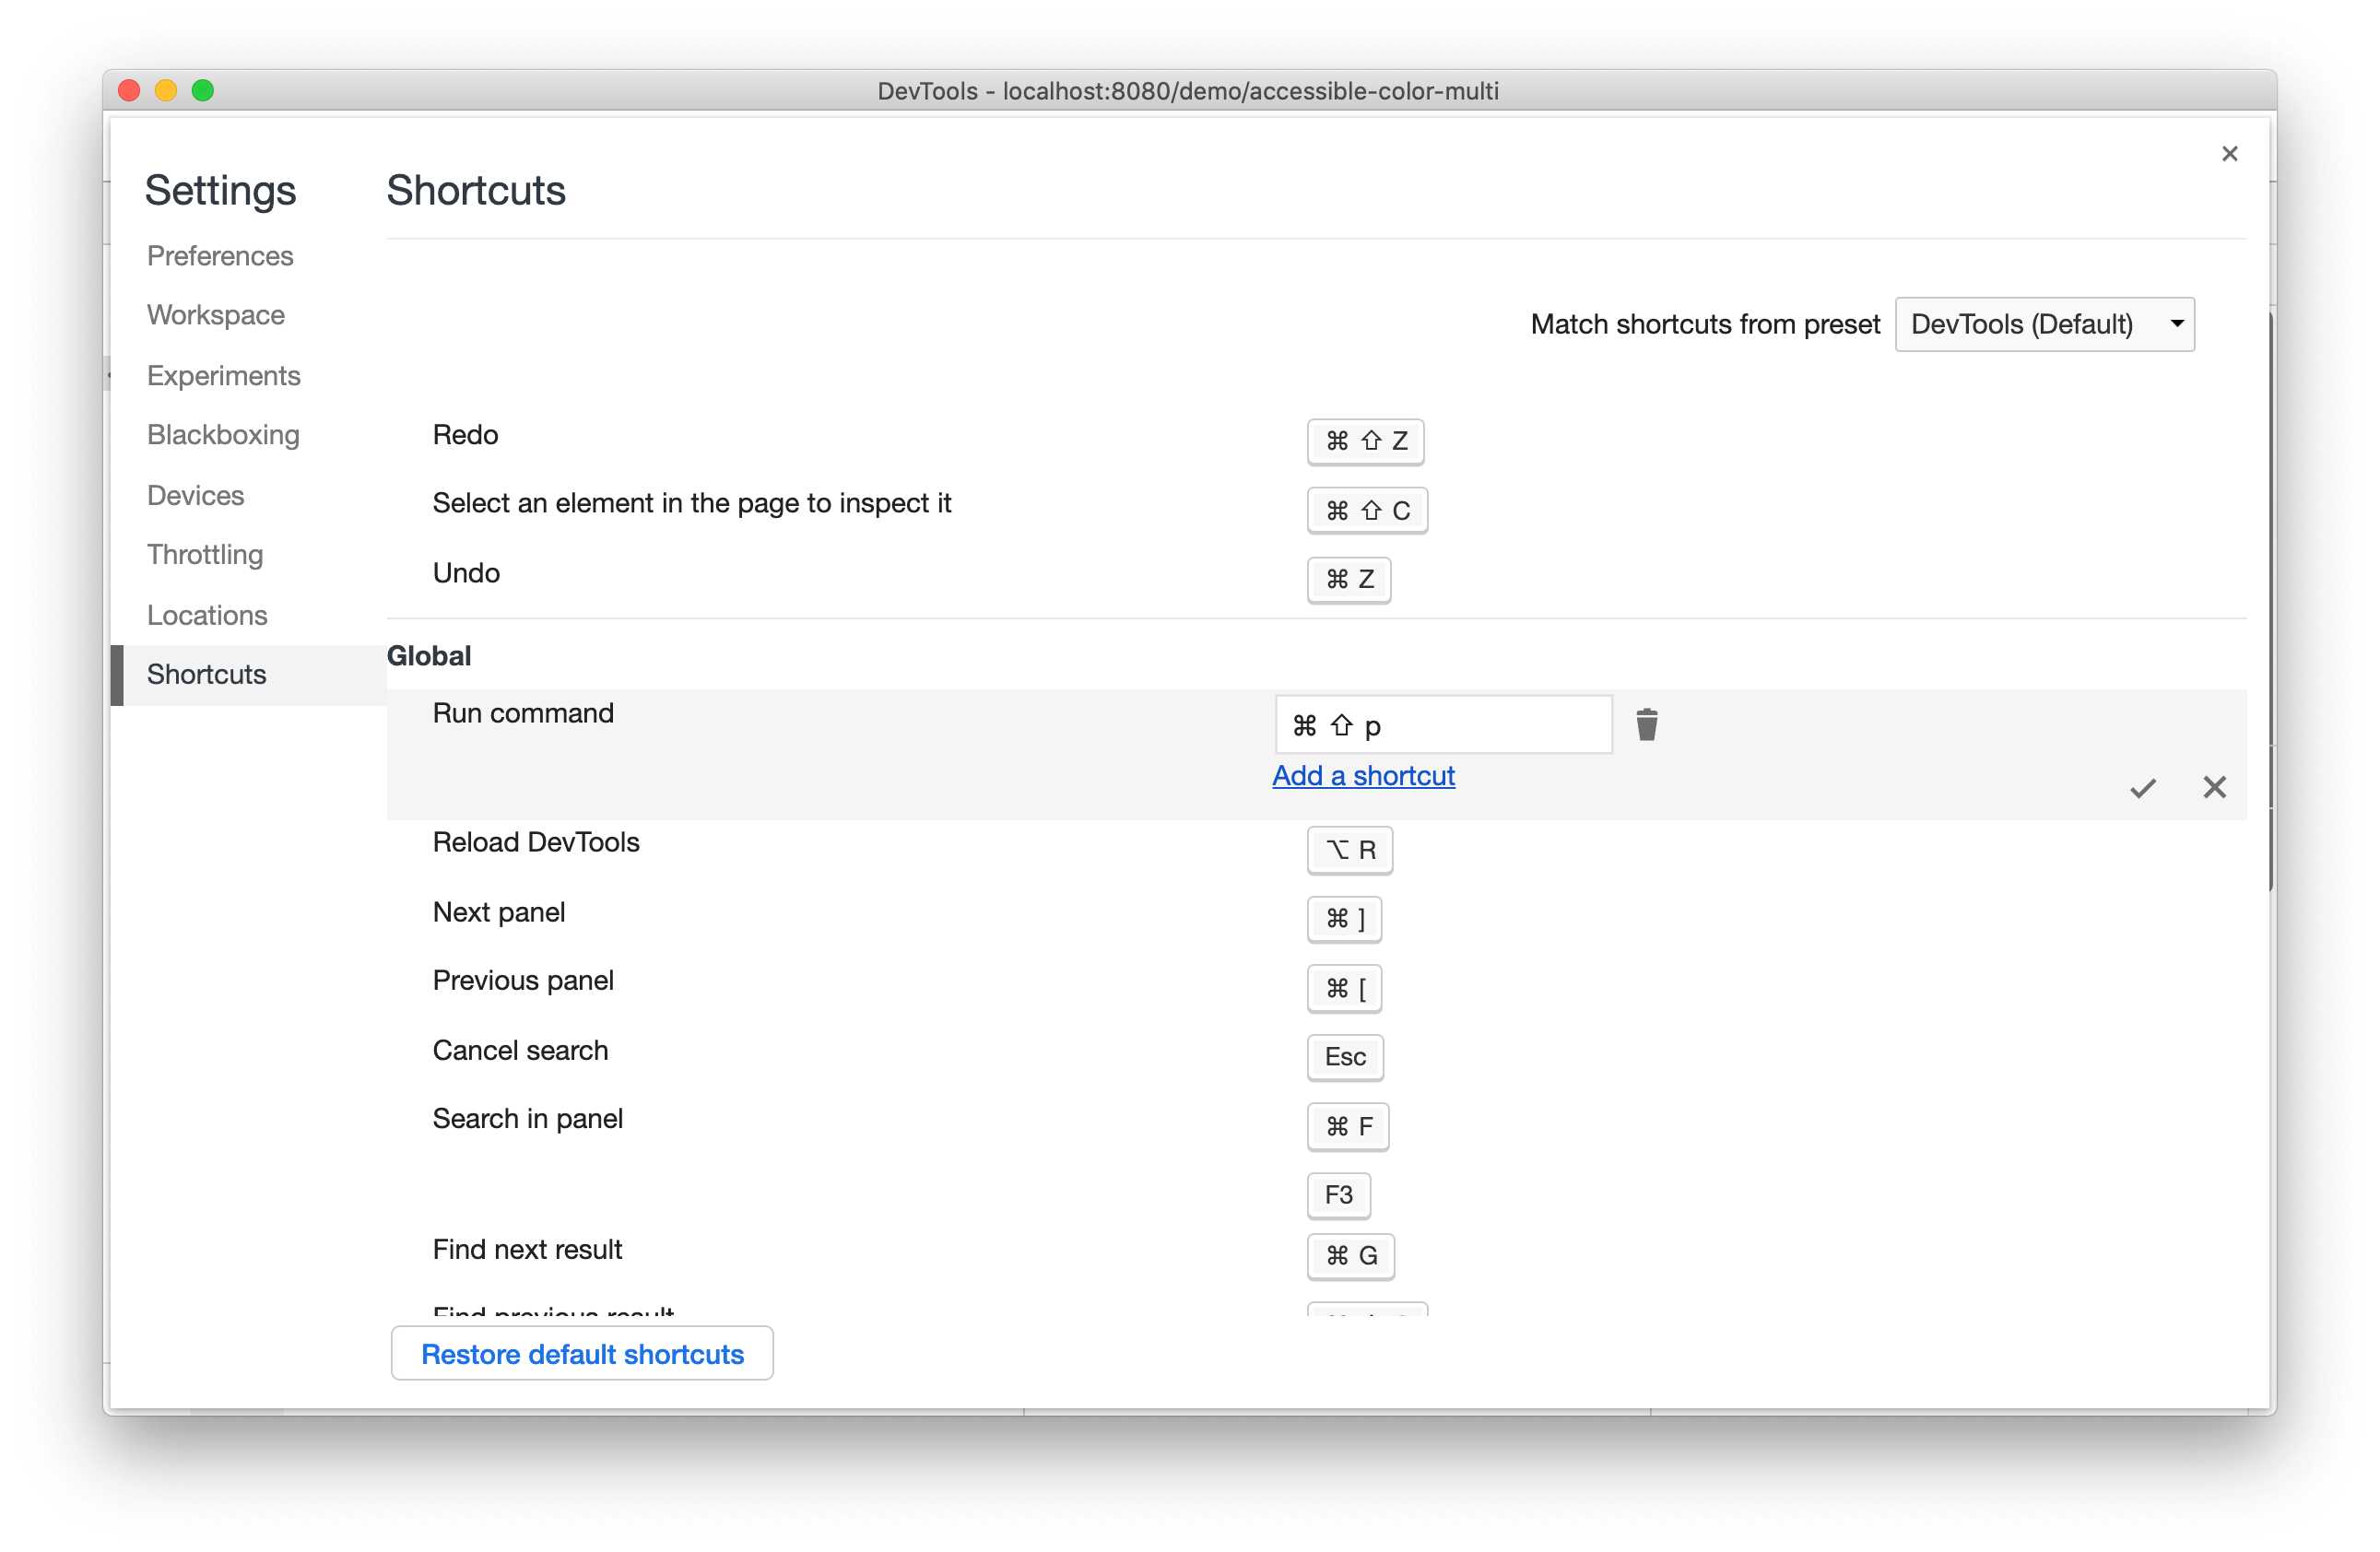 DevTools - localhost:8080/demo/accessible-color-multi
Settings
Preferences
Workspace
Experiments
Blackboxing
Devices
Throttling
Locations
Shortcuts
Shortcuts
Match shortcuts from preset DevTools (Default)
Redo ⌘ ⇧ Z
Select an element in the page to inspect it ⌘ ⇧ C
Undo ⌘ Z
Global
Run command ⌘ ⇧ p
Add a shortcut
Reload DevTools ⌥ R
Next panel ⌘ ]
Previous panel ⌘ [
Cancel search Esc
Search in panel ⌘ F
F3
Find next result ⌘ G
Find previous result
Restore default shortcuts